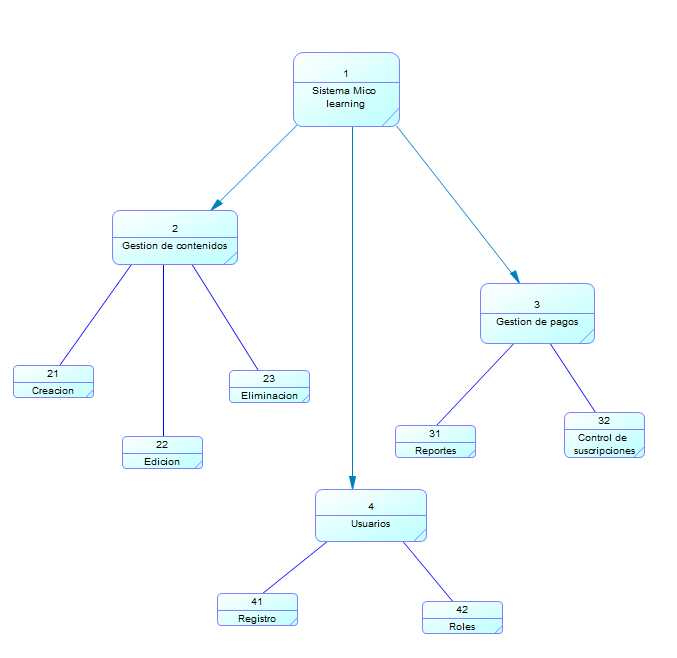 1
Sistema Mico
learning
2
Gestion de contenidos
3
Gestion de pagos
21
Creacion
23
Eliminacion
22
Edicion
31
Reportes
32
Control de
suscripciones
4
Usuarios
41
Registro
42
Roles